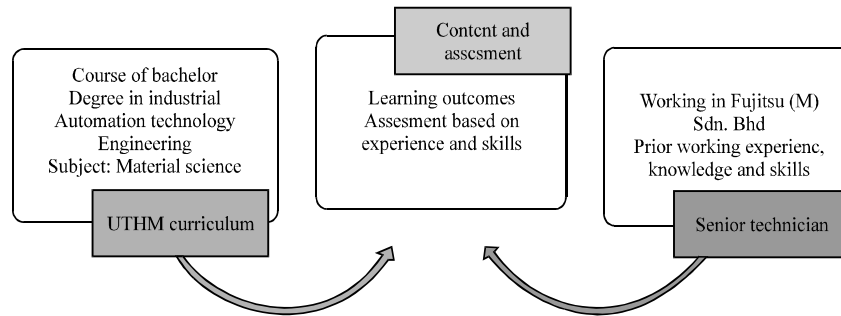 Course of bachelor
Degree in industrial
Automation technology
Engineering
Subject: Material science
UTHM curriculum
Content and
asscsment
Learning outcomes
Assesment based on
experience and skills
Working in Fujitsu (M)
Sdn. Bhd
Prior working experienc,
knowledge and skills
Senior technician